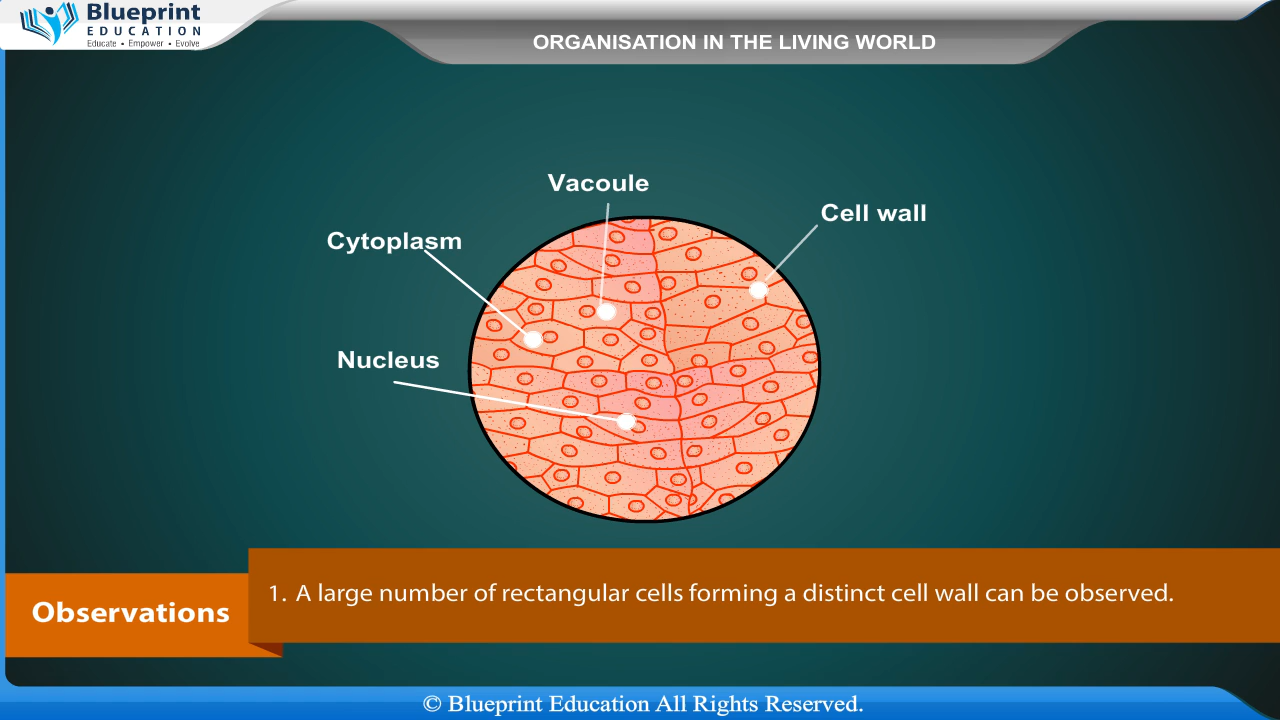 Blueprint
EDUCATION
Educate • Empower • Evolve
ORGANISATION IN THE LIVING WORLD
Vacoule
Cell wall
Cytoplasm
Nucleus
Observations
1. A large number of rectangular cells forming a distinct cell wall can be observed.
© Blueprint Education All Rights Reserved.